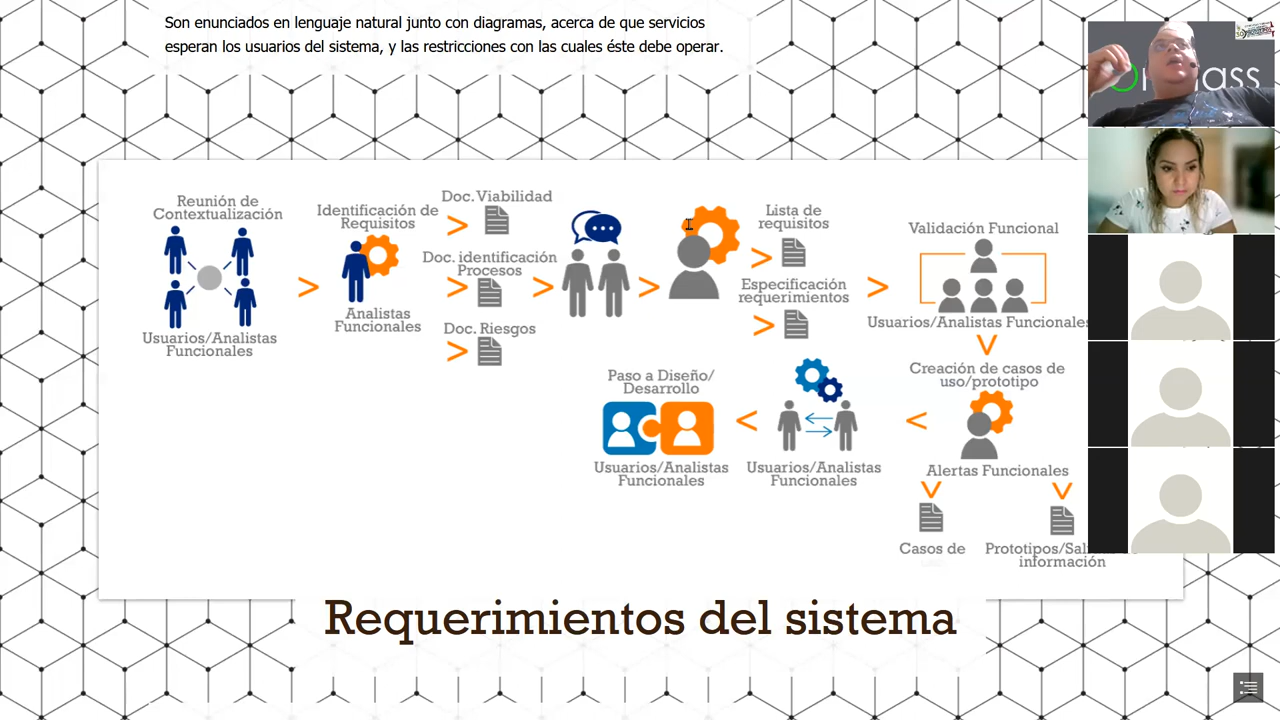 Son enunciados en lenguaje natural junto con diagramas, acerca de que servicios
esperan los usuarios del sistema, y las restricciones con las cuales éste debe operar.
Reunión de
Contextualización
Usuarios/Analistas
Funcionales
Identificación de
Requisitos
Analistas
Funcionales
Doc. Viabilidad
Doc. identificación
Procesos
Doc. Riesgos
Lista de
requisitos
Especificación
requerimientos
Validación Funcional
Usuarios/Analistas Funcionales
Creación de casos de
uso/prototipo
Alertas Funcionales
Casos de
Prototipos/Sal
información
Usuarios/Analistas
Funcionales
Paso a Diseño/
Desarrollo
Usuarios/Analistas
Funcionales
Requerimientos del sistema